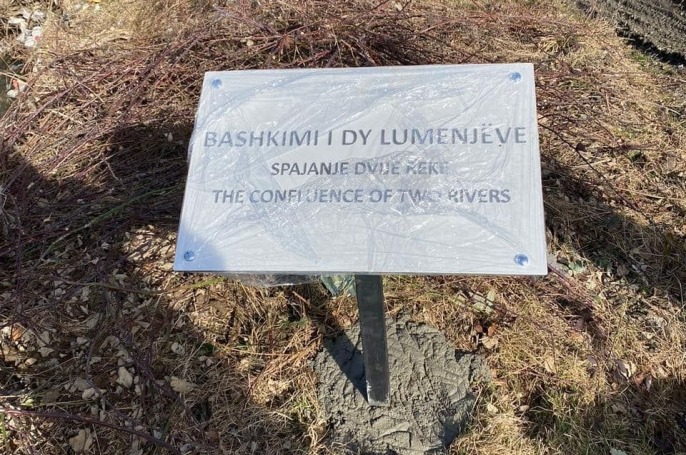 BASHKIMI I DY LUMENJËVE
SPAJANJE DVIJE REKE
THE CONFLUENCE OF TWO RIVERS